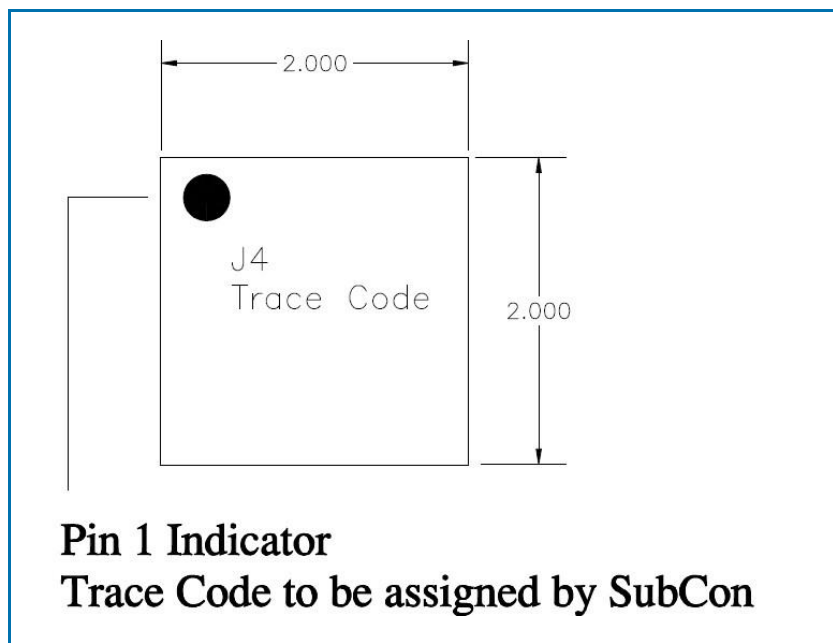 2.000
J4
Trace Code
2.000
Pin 1 Indicator
Trace Code to be assigned by SubCon